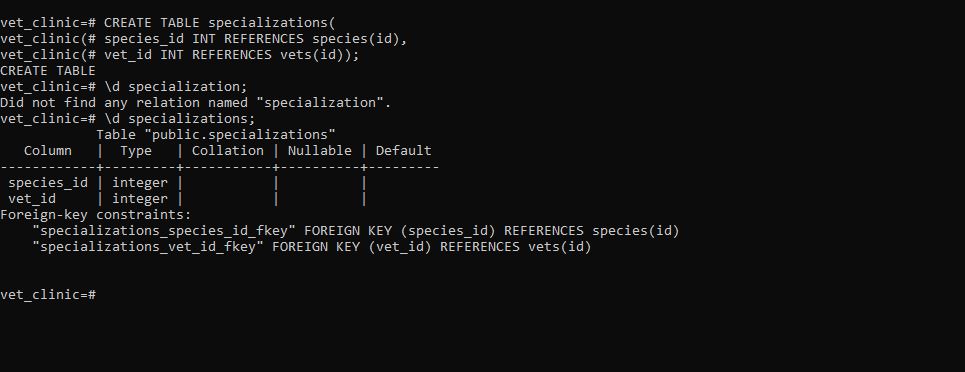 vet_clinic=# CREATE TABLE specializations(
vet_clinic(# species_id INT REFERENCES species(id),
vet_clinic(# vet_id INT REFERENCES vets(id));
CREATE TABLE
vet_clinic=# \d specialization;
Did not find any relation named "specialization".
vet_clinic=# \d specializations;
            Table "public.specializations"
   Column   |  Type   | Collation | Nullable | Default
------------+---------+-----------+----------+---------
 species_id | integer |           |          |
 vet_id     | integer |           |          |
Foreign-key constraints:
    "specializations_species_id_fkey" FOREIGN KEY (species_id) REFERENCES species(id)
    "specializations_vet_id_fkey" FOREIGN KEY (vet_id) REFERENCES vets(id)
vet_clinic=#